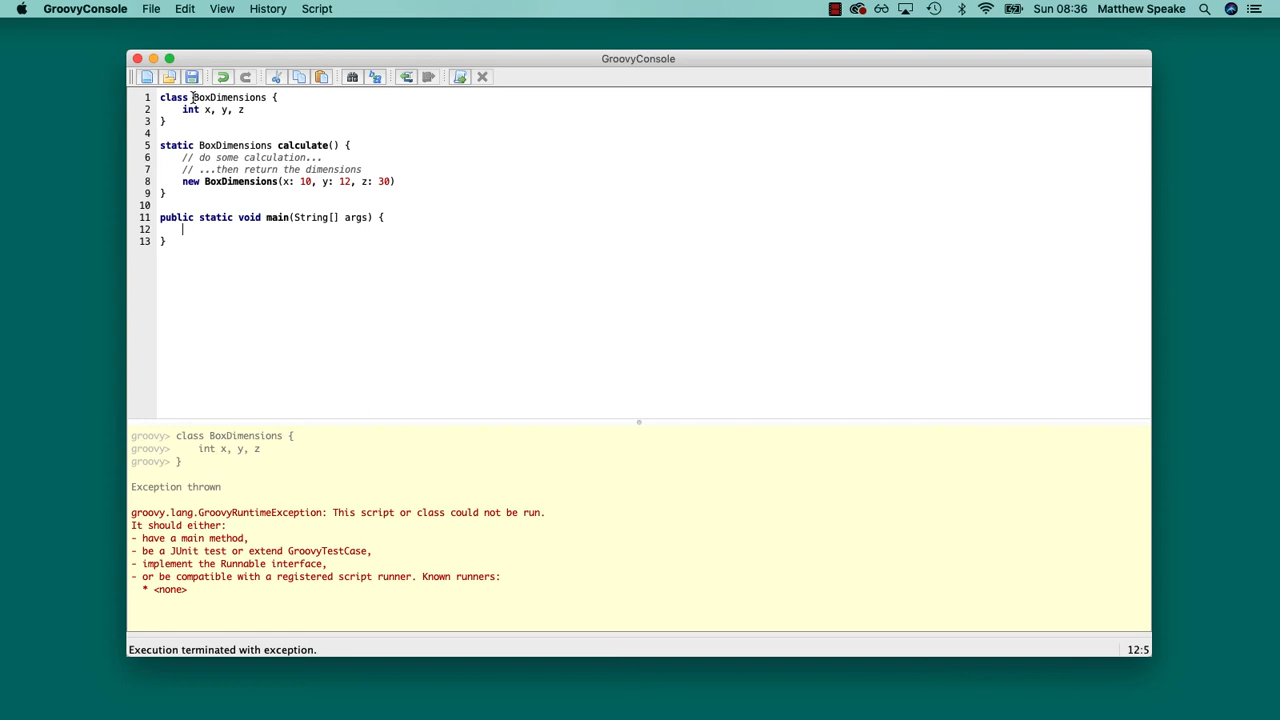 GroovyConsole File Edit View History Script Sun 08:36 Matthew Speake
GroovyConsole
1 class BoxDimensions {
2     int x, y, z
3 }
4
5 static BoxDimensions calculate() {
6     // do some calculation...
7     // ...then return the dimensions
8     new BoxDimensions(x: 10, y: 12, z: 30)
9 }
10
11 public static void main(String[] args) {
12
13 }
groovy> class BoxDimensions {
groovy>     int x, y, z
groovy> }
Exception thrown
groovy.lang.GroovyRuntimeException: This script or class could not be run.
It should either:
- have a main method,
- be a JUnit test or extend GroovyTestCase,
- implement the Runnable interface,
- or be compatible with a registered script runner. Known runners:
  * <none>
Execution terminated with exception. 12:5